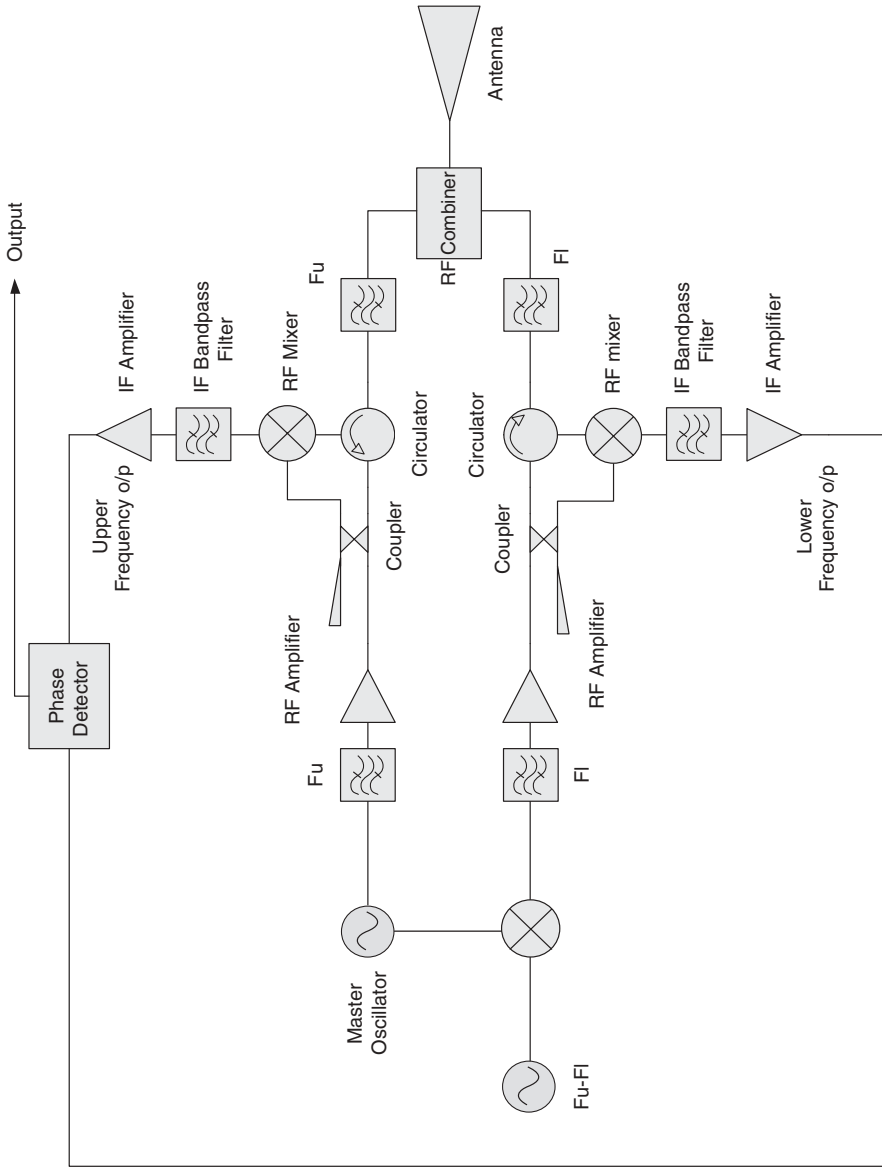 Output
Antenna
IF Amplifier
IF Bandpass
Filter
RF Mixer
Fu
RF Combiner
Fl
RF mixer
IF Bandpass
Filter
IF Amplifier
Upper
Frequency o/p
Circulator
Circulator
Coupler
Coupler
Lower
Frequency o/p
Phase
Detector
RF Amplifier
RF Amplifier
Fu
Fl
Master
Oscillator
Fu-Fl